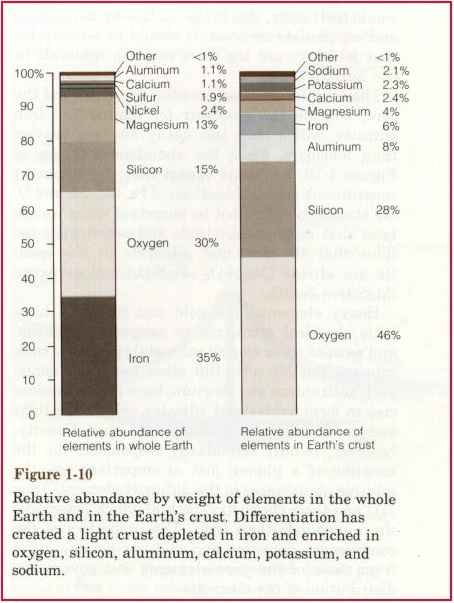 Other <1%
Aluminum 1.1%
Calcium 1.1%
Sulfur 1.9%
Nickel 2.4%
Magnesium 13%
Silicon 15%
Oxygen 30%
Iron 35%
100%
90
80
70
60
50
40
30
20
10
0
Relative abundance of
elements in whole Earth
Other <1%
Sodium 2.1%
Potassium 2.3%
Calcium 2.4%
Magnesium 4%
Iron 6%
Aluminum 8%
Silicon 28%
Oxygen 46%
Relative abundance of
elements in Earth's crust
Figure 1-10
Relative abundance by weight of elements in the whole
Earth and in the Earth's crust. Differentiation has
created a light crust depleted in iron and enriched in
oxygen, silicon, aluminum, calcium, potassium, and
sodium.